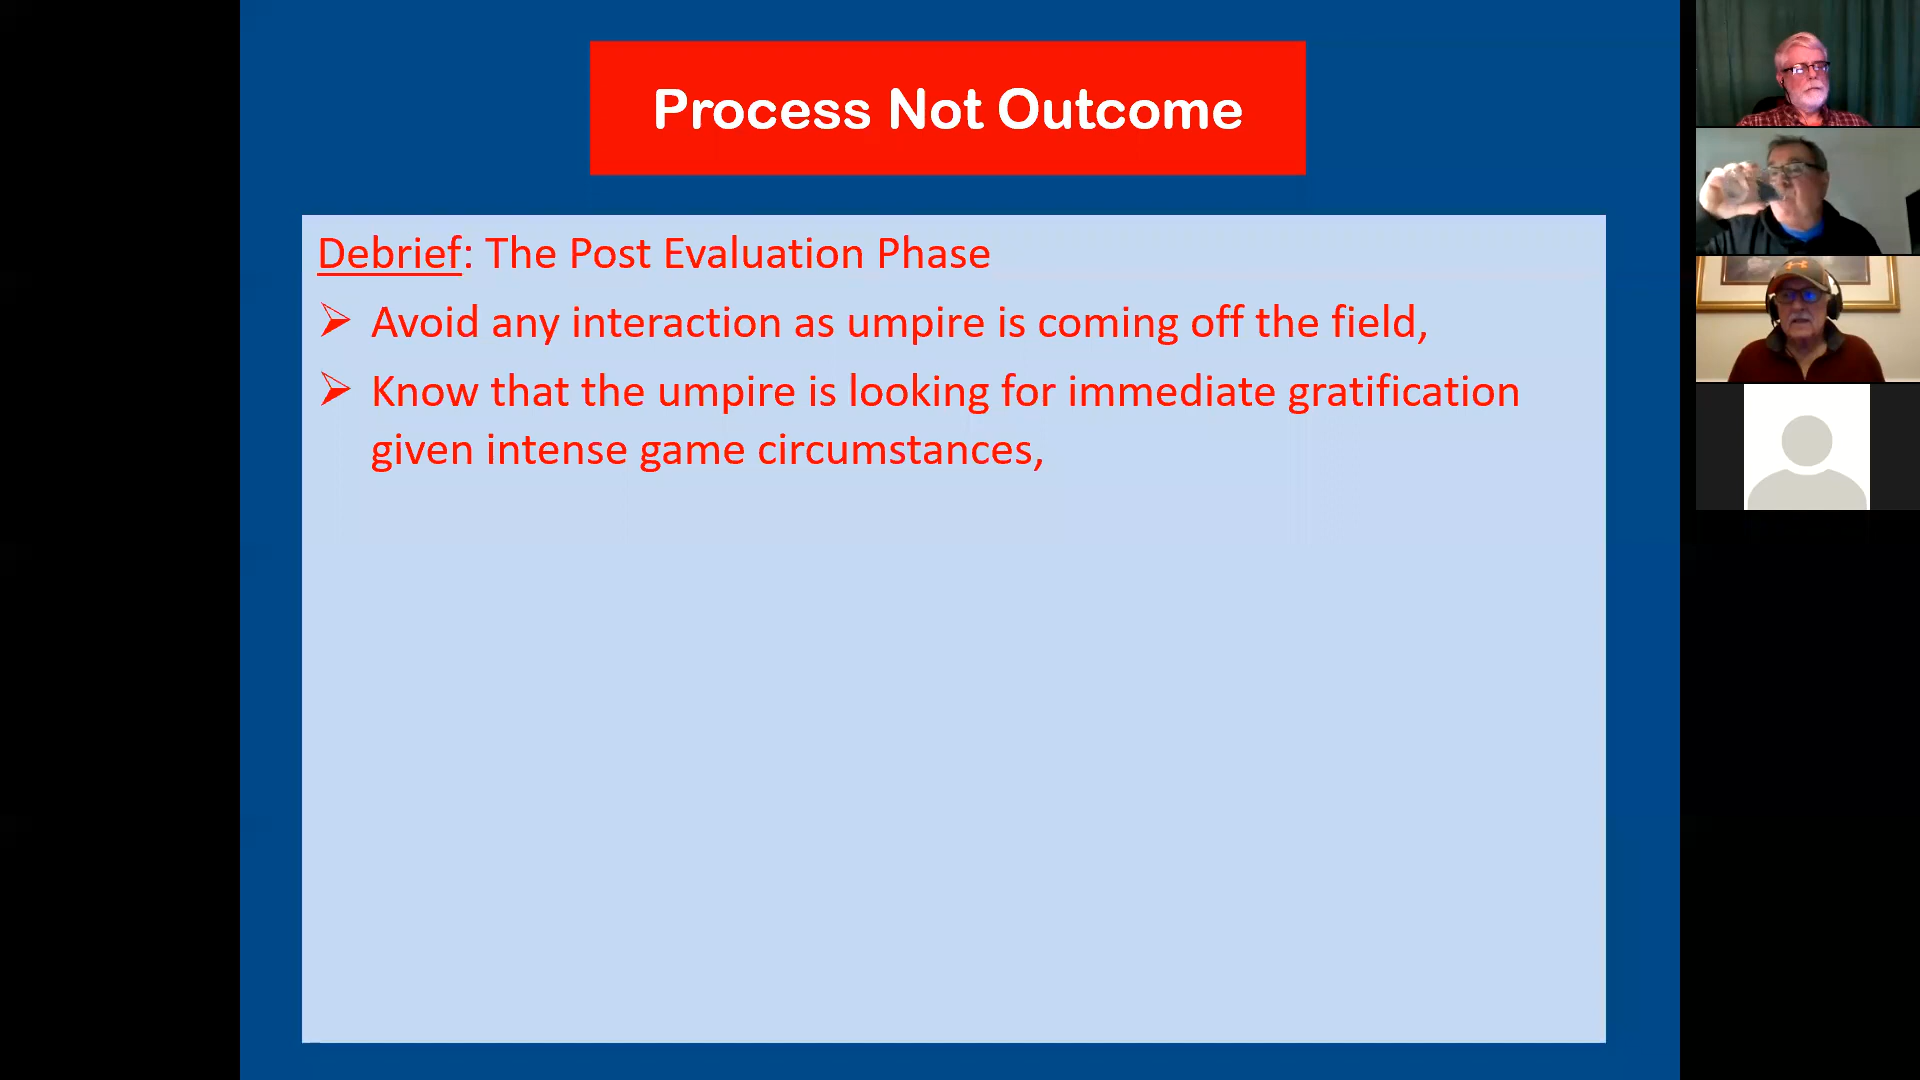 Process Not Outcome
Debrief: The Post Evaluation Phase
➢ Avoid any interaction as umpire is coming off the field,
➢ Know that the umpire is looking for immediate gratification
given intense game circumstances,